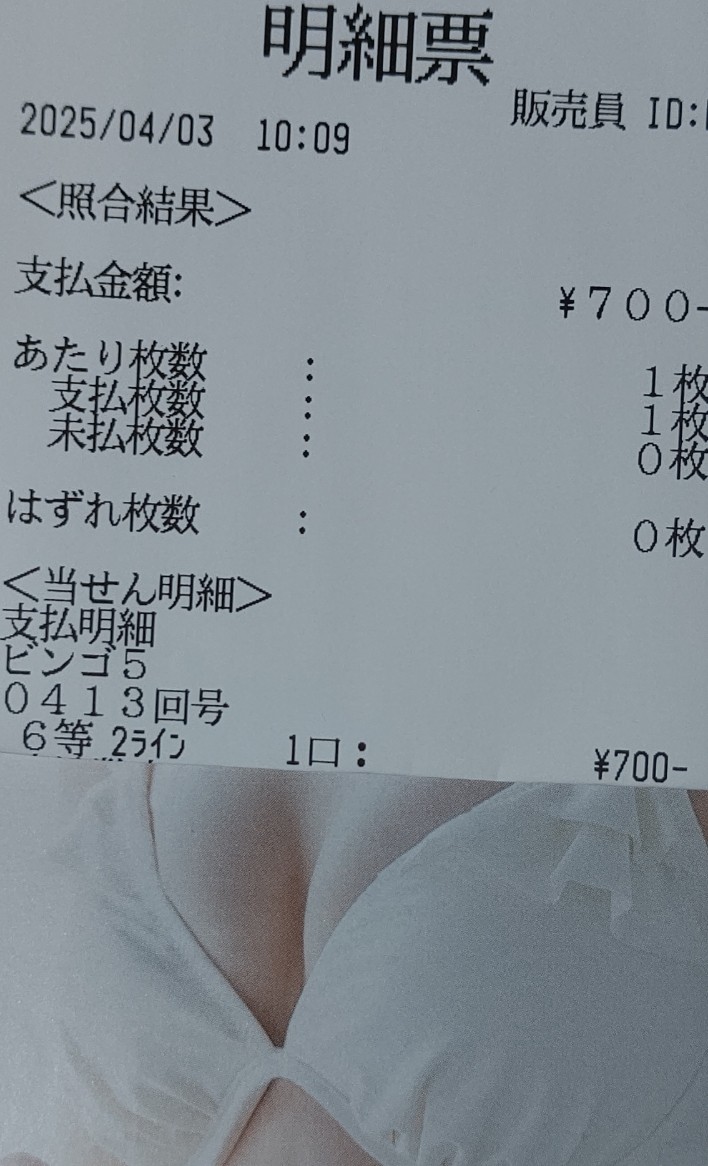 明細票
販売員 ID:
2025/04/03 10:09
＜照合結果＞
支払金額: ¥７００-
あたり枚数 : １枚
支払枚数 : １枚
未払枚数 : ０枚
はずれ枚数 : ０枚
＜当せん明細＞
支払明細
ビンゴ５
０４１３回号
６等 2ﾗｲﾝ 1口: ¥700-